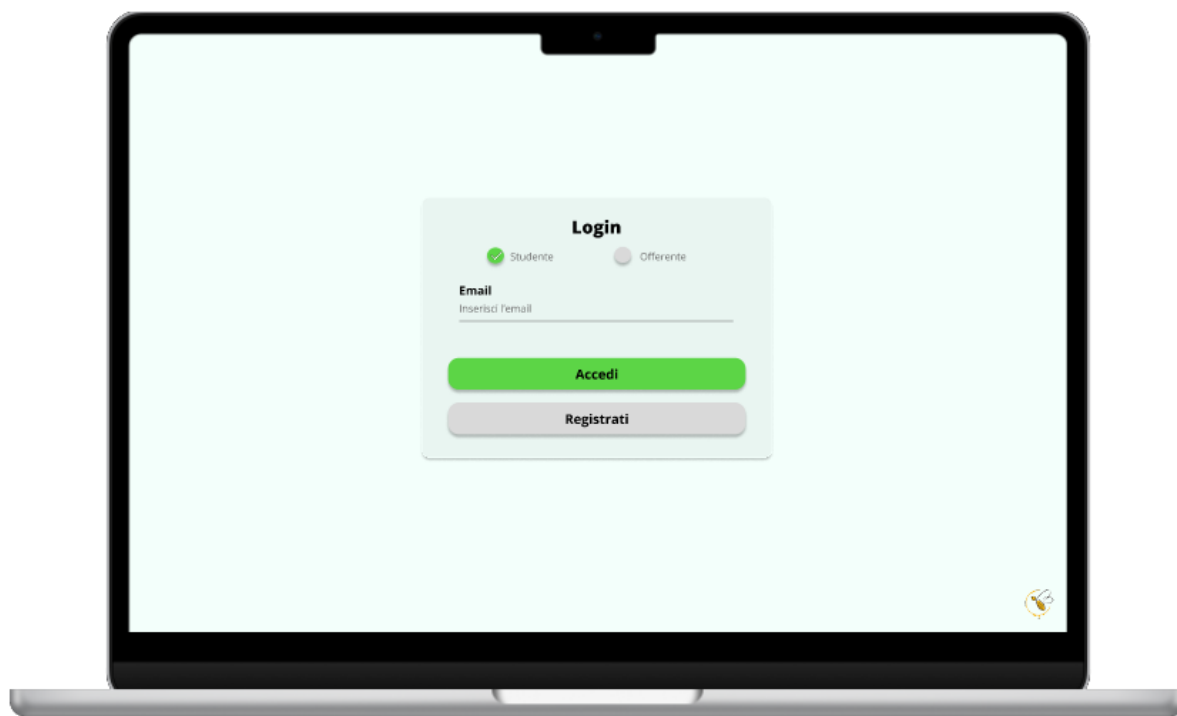 Login
Studente Offerente
Email
Inserisci l'email
Accedi
Registrati